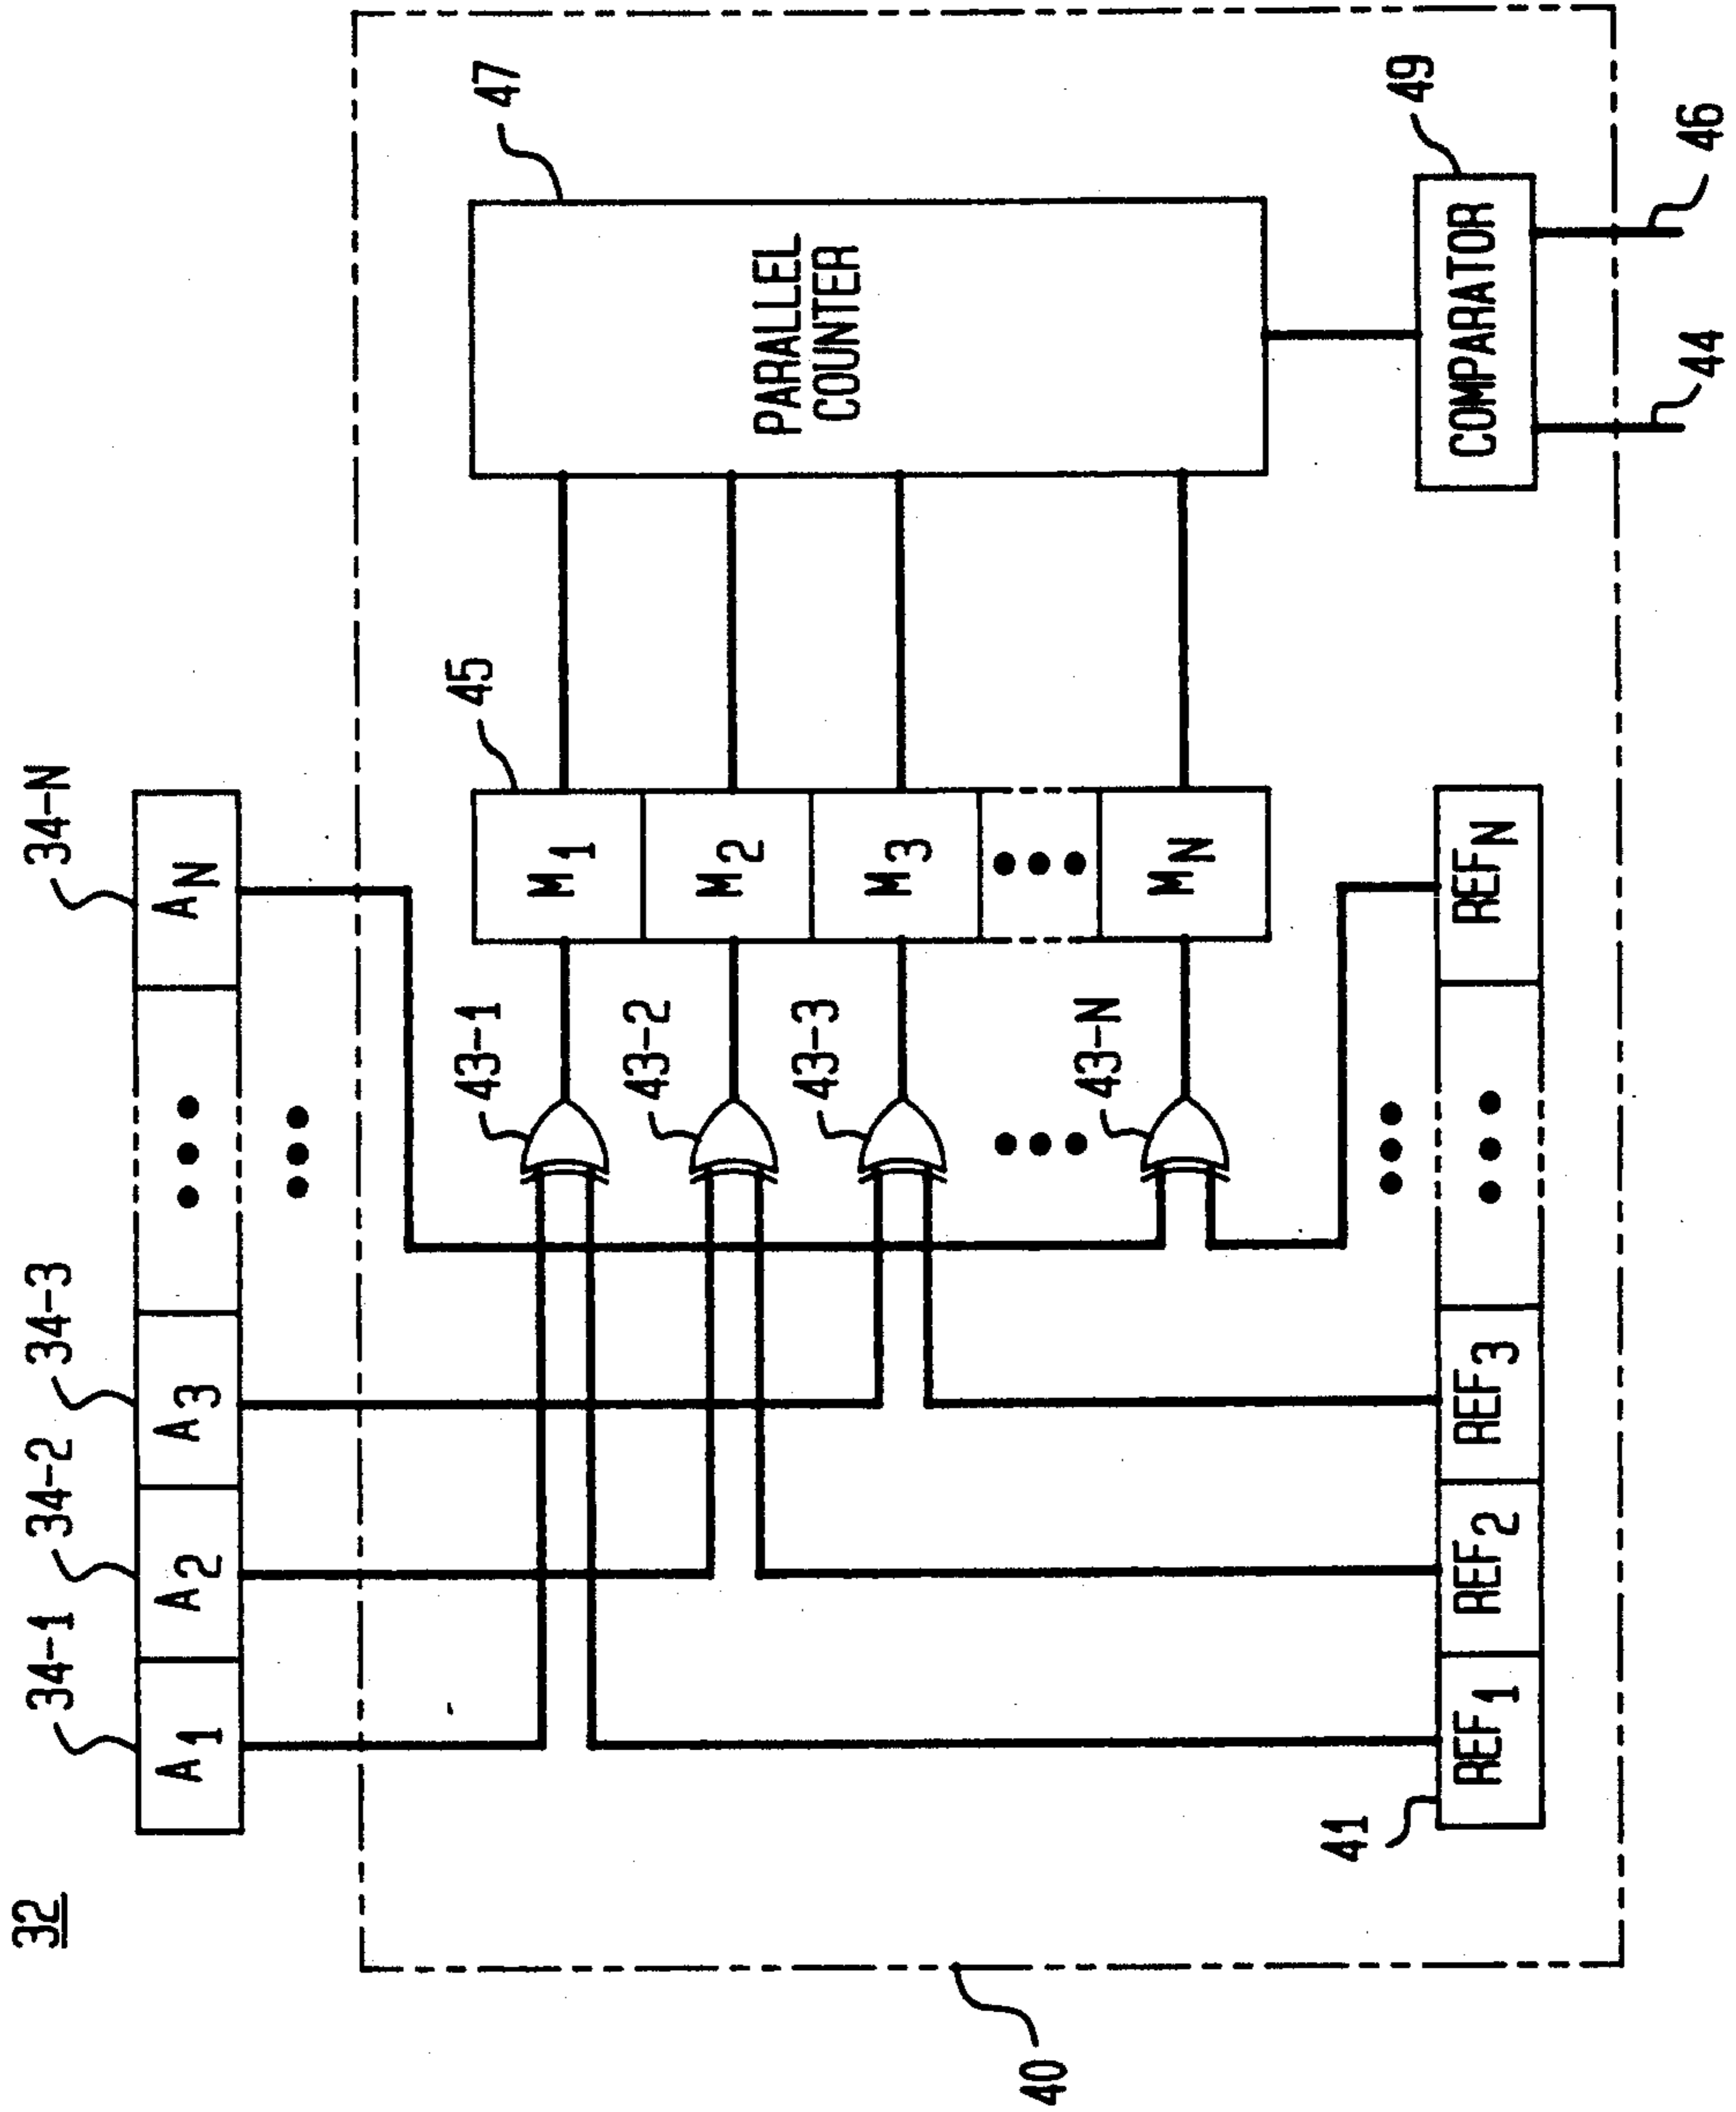 32
34-1
34-2
34-3
34-N
A1
A2
A3
AN
45
47
43-1
M1
43-2
M2
PARALLEL
COUNTER
43-3
M3
43-N
MN
41
REF1
REF2
REF3
REFN
COMPARATOR
49
44
46
40